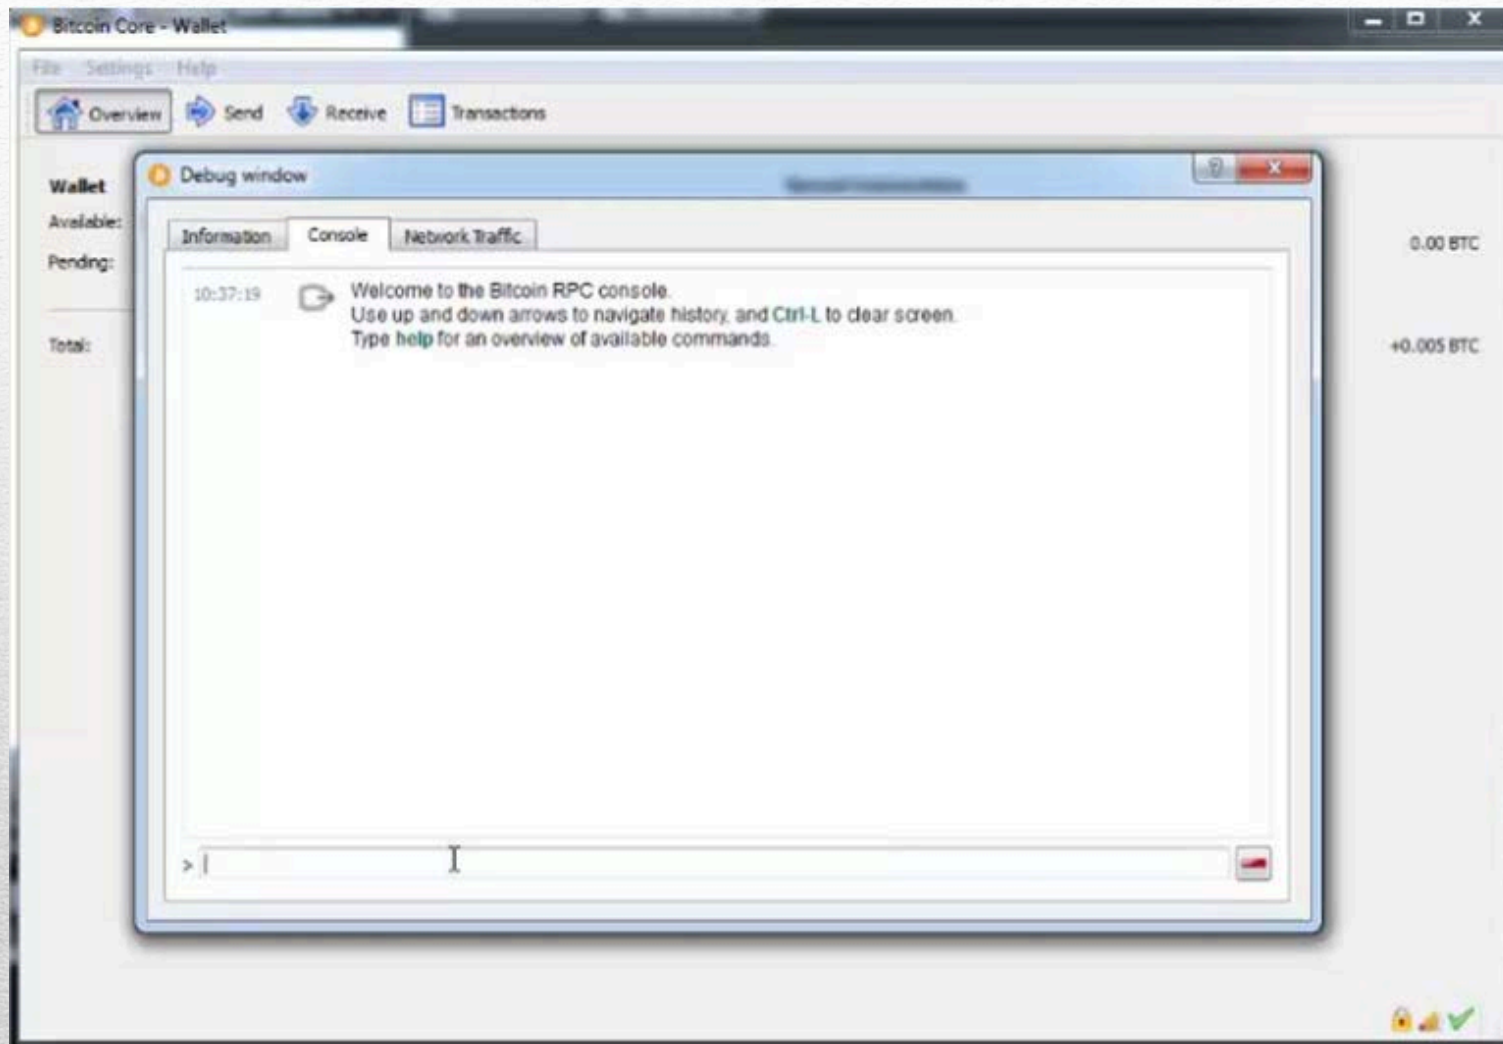 Bitcoin Core - Wallet
File Settings Help
Overview Send Receive Transactions
Wallet
Available:
Pending:
Total:
Debug window
Information Console Network Traffic
10:37:19 Welcome to the Bitcoin RPC console.
Use up and down arrows to navigate history, and Ctrl-L to clear screen.
Type help for an overview of available commands.
>
0.00 BTC
+0.005 BTC